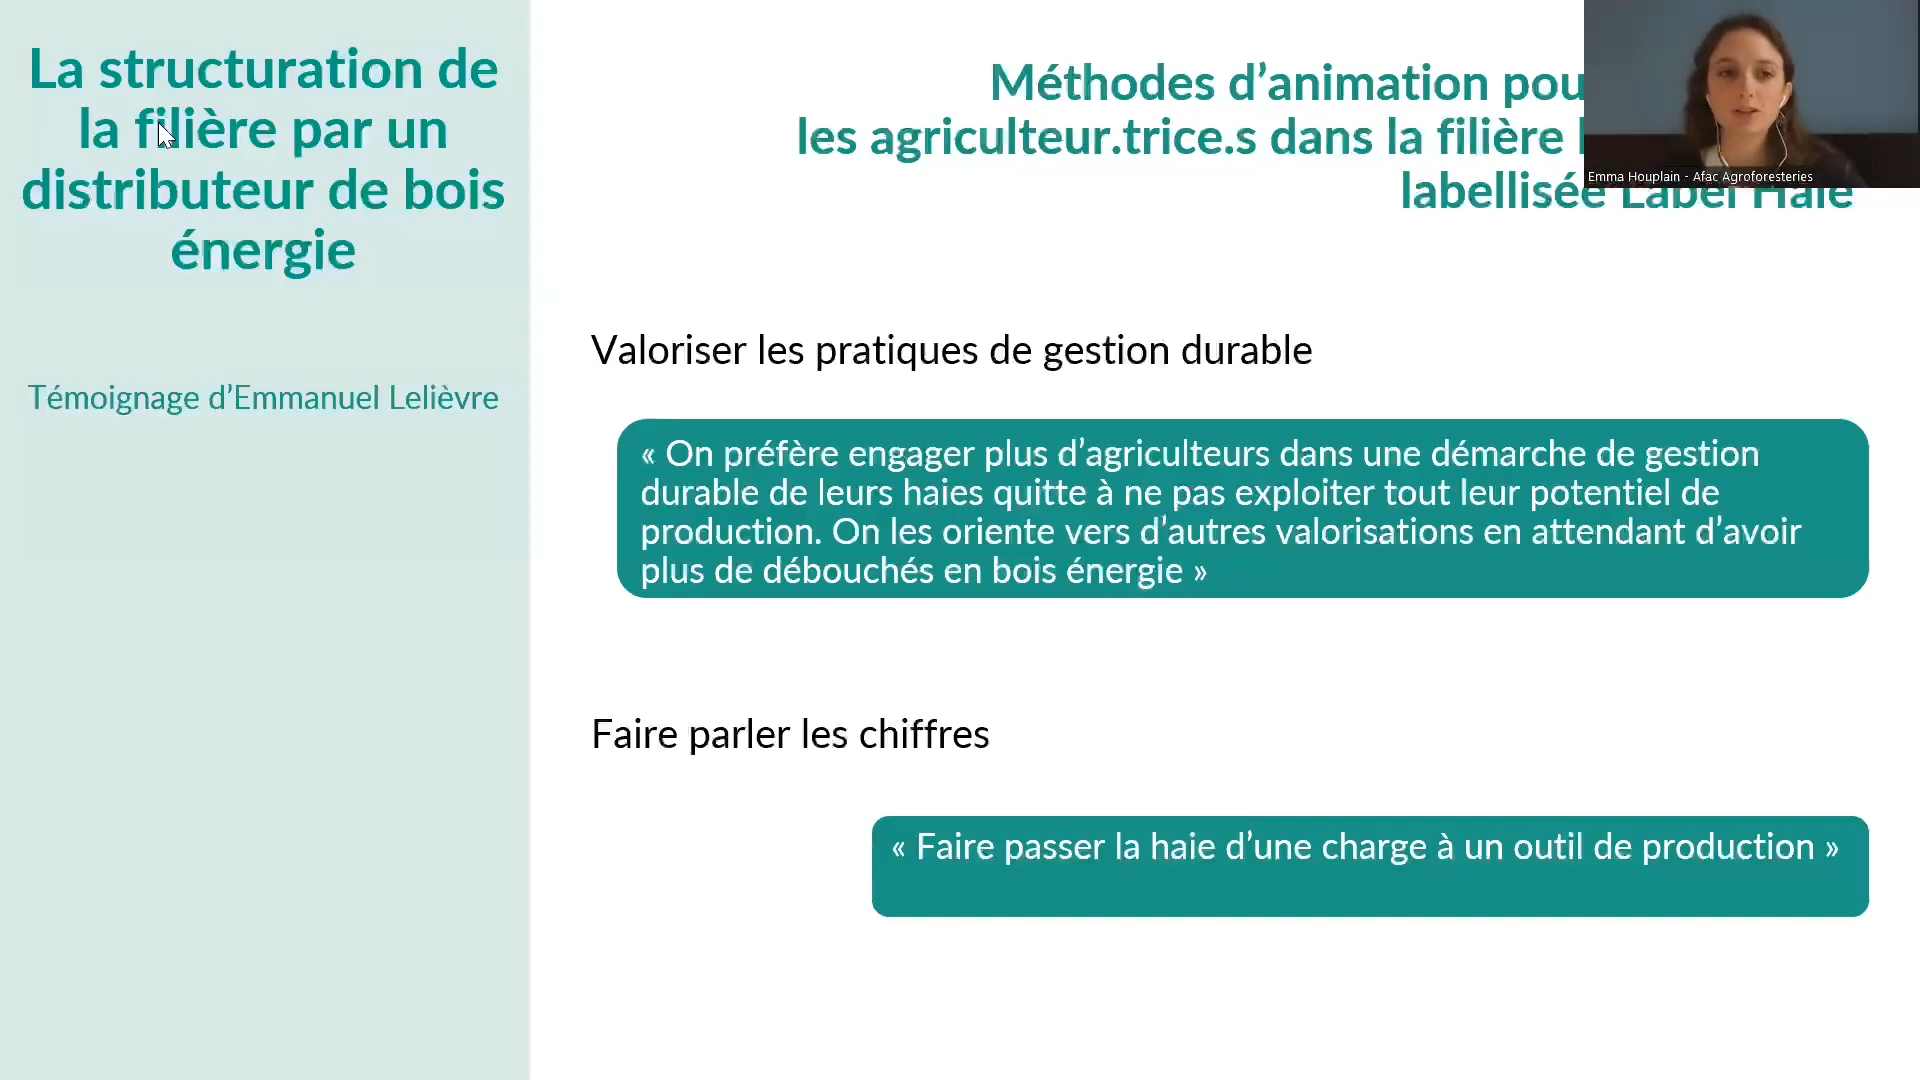 La structuration de
la filière par un
distributeur de bois
énergie
Témoignage d’Emmanuel Lelièvre
Méthodes d’animation pou
les agriculteur.trice.s dans la filière
labellisée Label Haie
Emma Houplain - Afac Agroforesteries
Valoriser les pratiques de gestion durable
« On préfère engager plus d’agriculteurs dans une démarche de gestion
durable de leurs haies quitte à ne pas exploiter tout leur potentiel de
production. On les oriente vers d’autres valorisations en attendant d’avoir
plus de débouchés en bois énergie »
Faire parler les chiffres
« Faire passer la haie d’une charge à un outil de production »